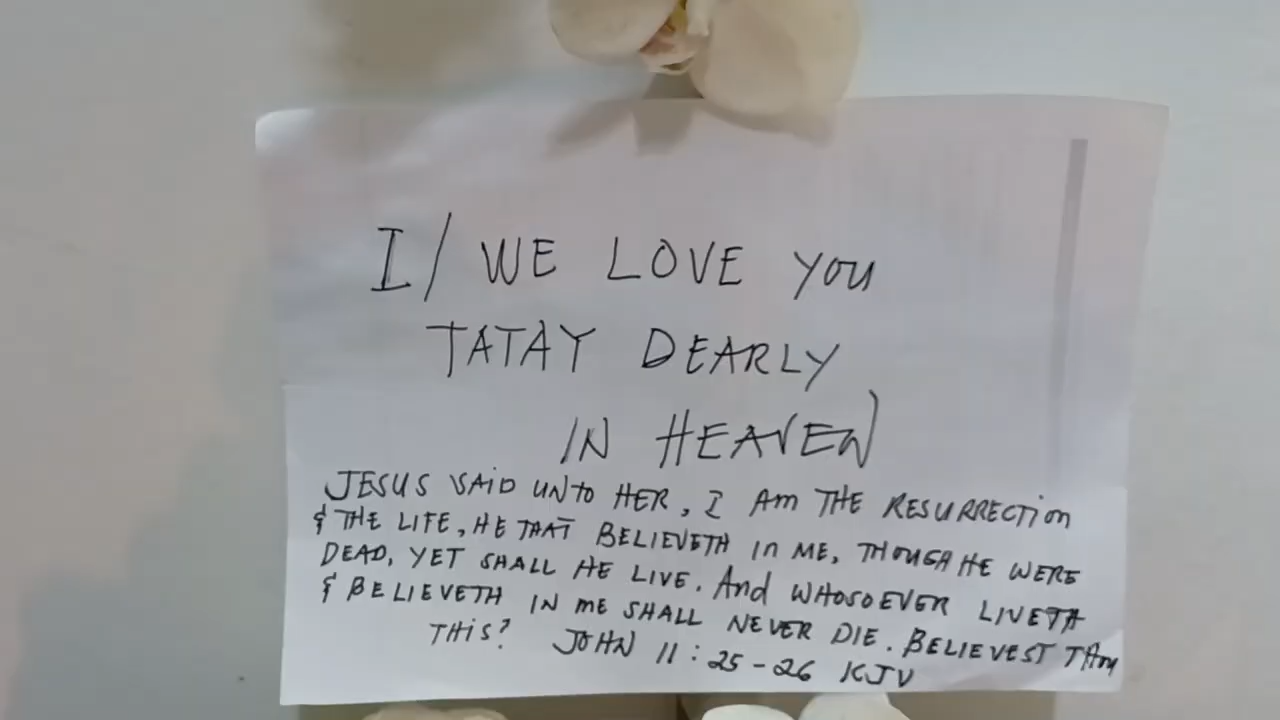 I/ WE LOVE you
TATAY DEARLY
IN HEAVEN
JESUS SAiD UNto HER, I Am THE RESURRECTIon
& THE LIFE, HE THAT BELIEVETH In ME, THOUGH HE WERE
DEAD, YET SHALL HE LIVE. And WHOSOEVER LIVETH
& BELIEVETH IN mE SHALL NEVER DIE. BELIEVEST THou
THiS? JOHN 11:25-26 KJV